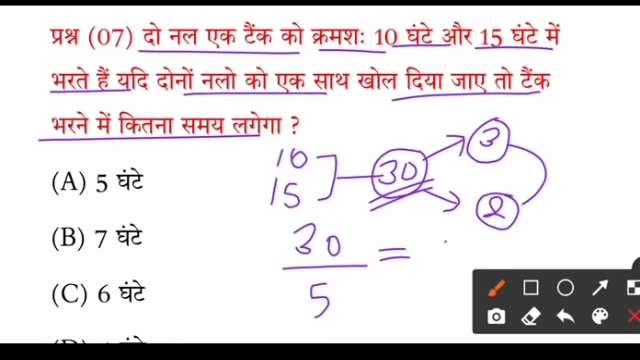 प्रश्न (07) दो नल एक टैंक को क्रमशः 10 घंटे और 15 घंटे में
भरते हैं यदि दोनों नलो को एक साथ खोल दिया जाए तो टैंक
भरने में कितना समय लगेगा ?
10
15
30
3
2
30
5
=
(A) 5 घंटे
(B) 7 घंटे
(C) 6 घंटे